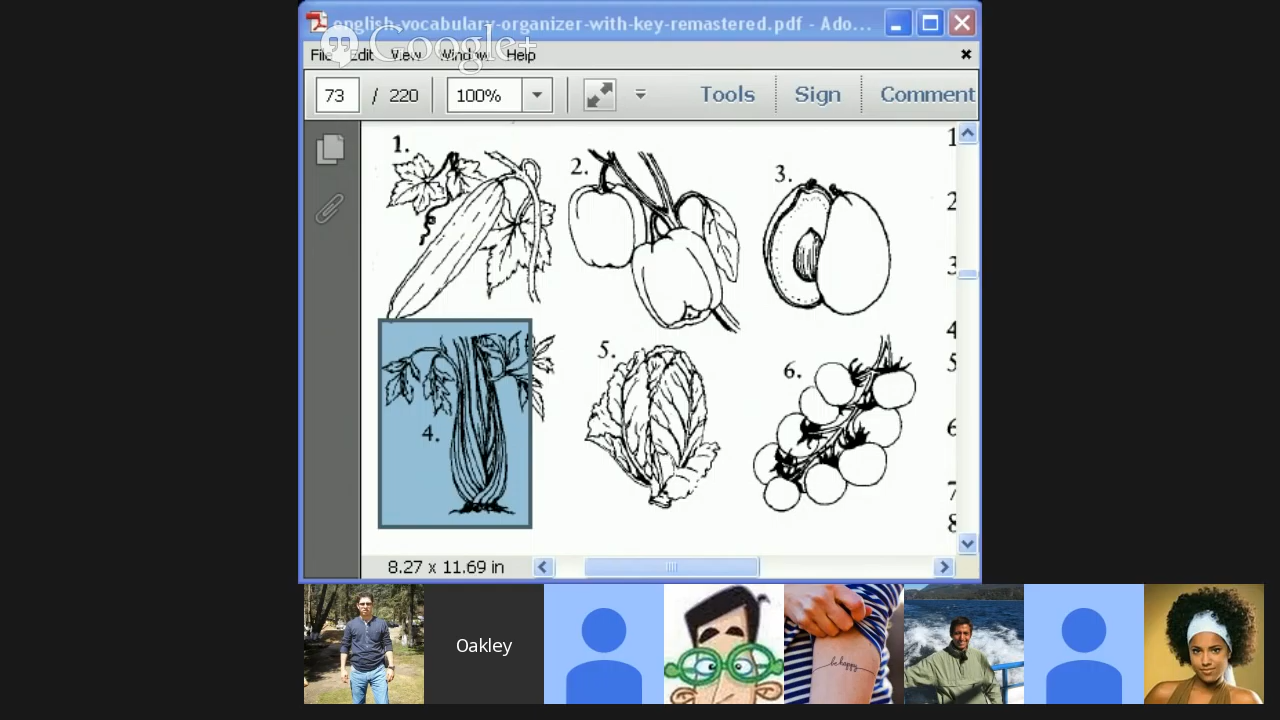 english-vocabulary-organizer-with-key-remastered.pdf - Ado...
Google+
File Edit View Window Help
73 / 220 100% Tools Sign Comment
1.
2.
3.
4.
5.
6.
1
2
3
4
5
6
7
8
8.27 x 11.69 in
Oakley
be happy